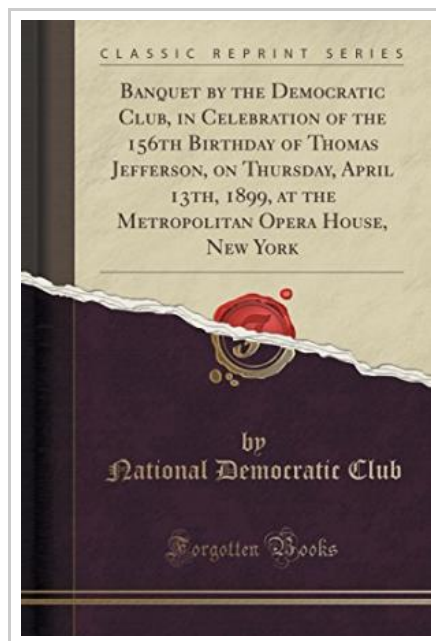 CLASSIC REPRINT SERIES
BANQUET BY THE DEMOCRATIC
CLUB, IN CELEBRATION OF THE
156TH BIRTHDAY OF THOMAS
JEFFERSON, ON THURSDAY, APRIL
13TH, 1899, AT THE
METROPOLITAN OPERA HOUSE,
NEW YORK
F
by
National Democratic Club
Forgotten Books